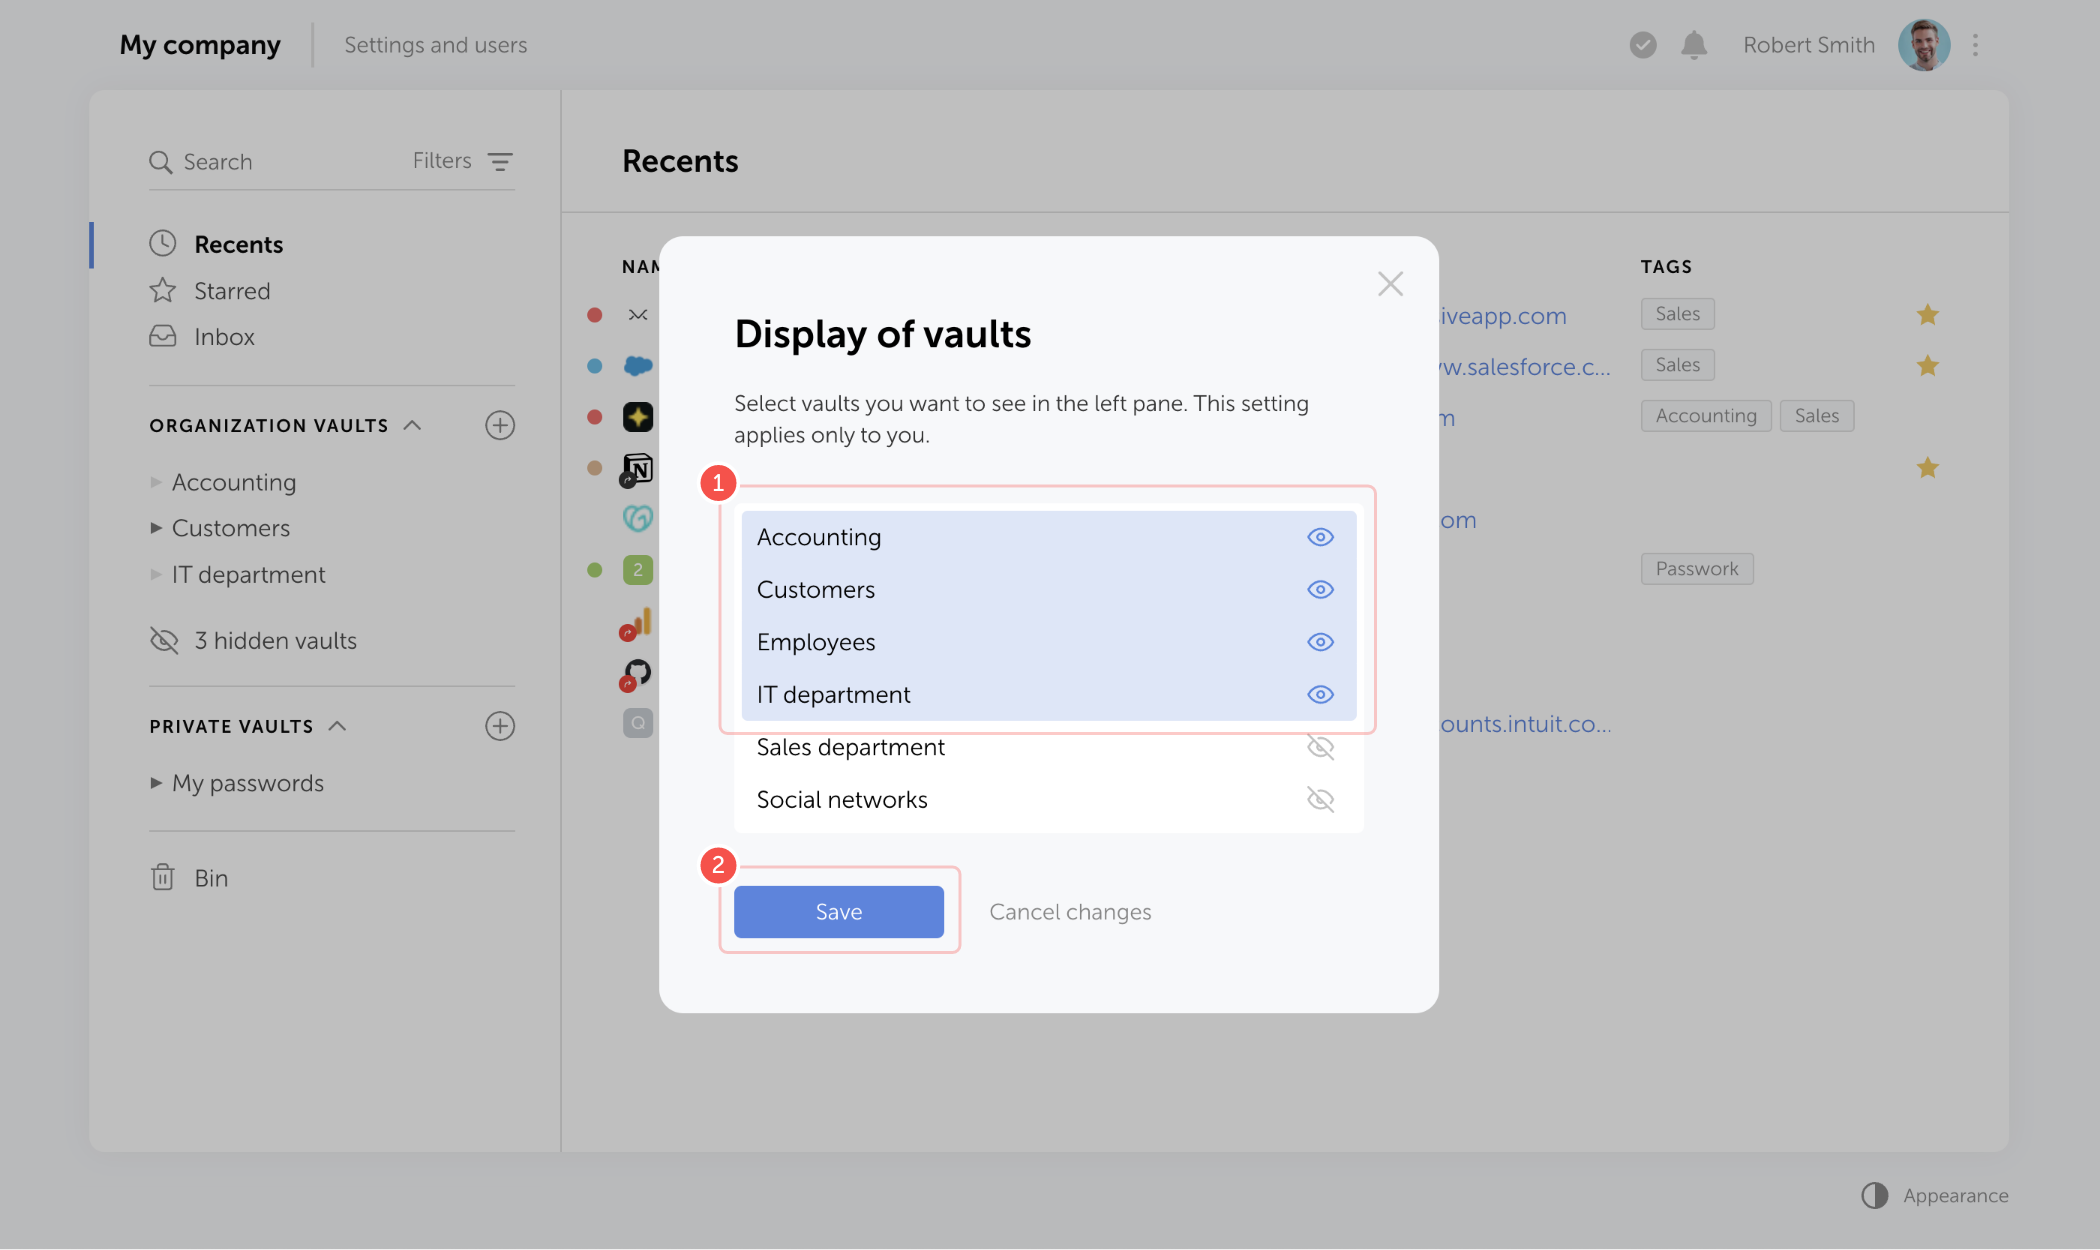 My company
Settings and users
Robert Smith
Search
Filters
Recents
Starred
Inbox
ORGANIZATION VAULTS
Accounting
Customers
IT department
3 hidden vaults
PRIVATE VAULTS
My passwords
Bin
Recents
TAGS
iveapp.com
Sales
w.salesforce.c...
Sales
Accounting
Sales
N
om
2
Passwork
Q
ounts.intuit.co...
Display of vaults
Select vaults you want to see in the left pane. This setting
applies only to you.
1
Accounting
Customers
Employees
IT department
Sales department
Social networks
2
Save
Cancel changes
Appearance